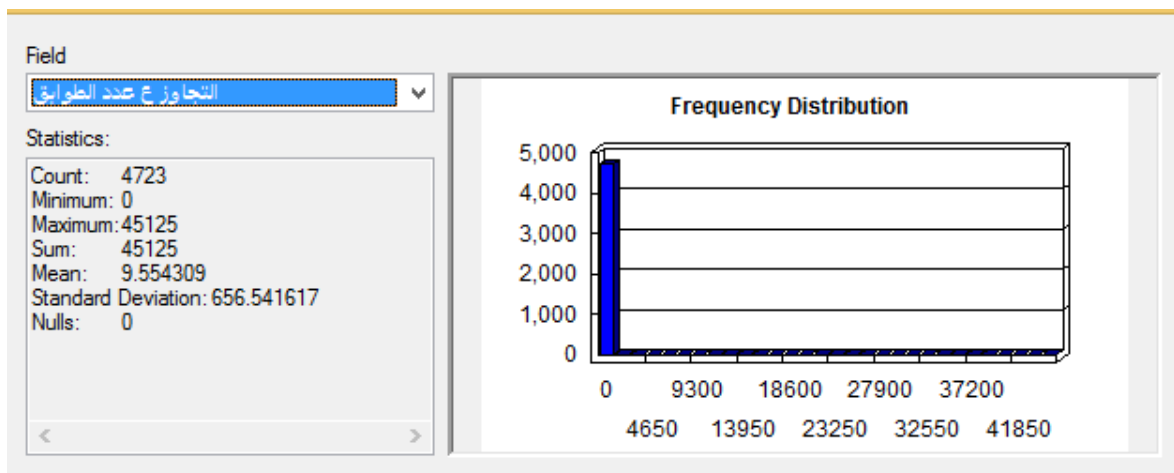 Field
التجاوز ع عدد الطوابق
Statistics:
Count: 4723
Minimum: 0
Maximum: 45125
Sum: 45125
Mean: 9.554309
Standard Deviation: 656.541617
Nulls: 0
Frequency Distribution
5,000
4,000
3,000
2,000
1,000
0
0 9300 18600 27900 37200
4650 13950 23250 32550 41850